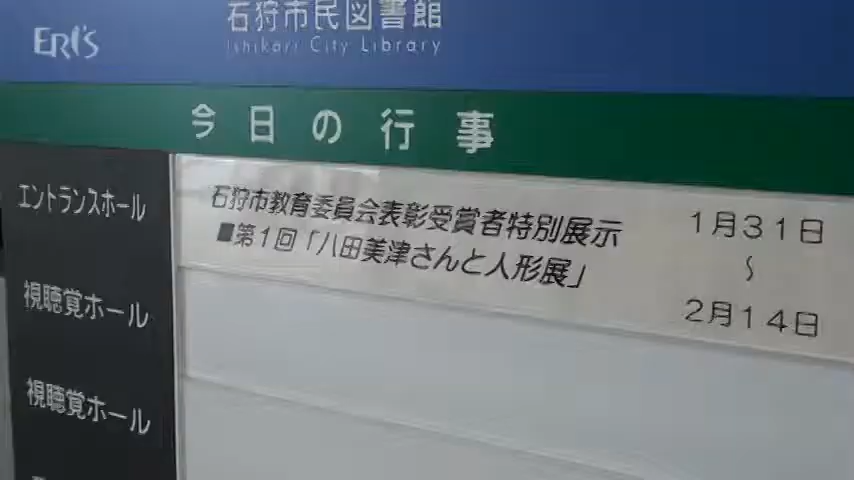 ERI'S
石狩市民図書館
Ishikari City Library
今日の行事
エントランスホール
石狩市教育委員会表彰受賞者特別展示
■第1回「八田美津さんと人形展」
1月31日
~
2月14日
視聴覚ホール
視聴覚ホール